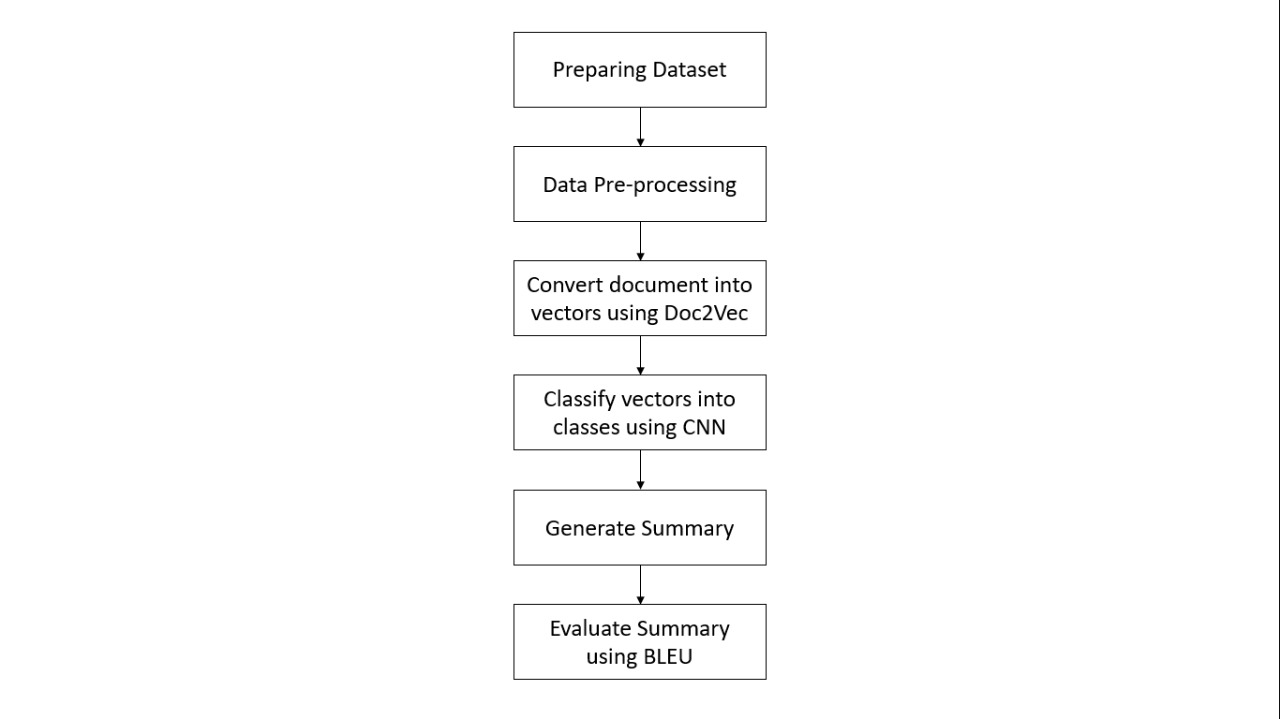 Preparing Dataset
Data Pre-processing
Convert document into
vectors using Doc2Vec
Classify vectors into
classes using CNN
Generate Summary
Evaluate Summary
using BLEU